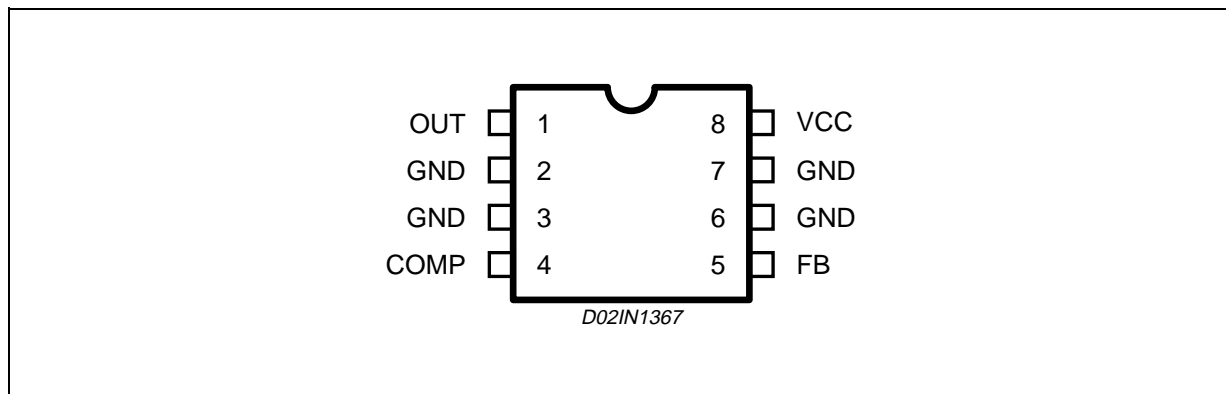 OUT 1 8 VCC
GND 2 7 GND
GND 3 6 GND
COMP 4 5 FB
D02IN1367